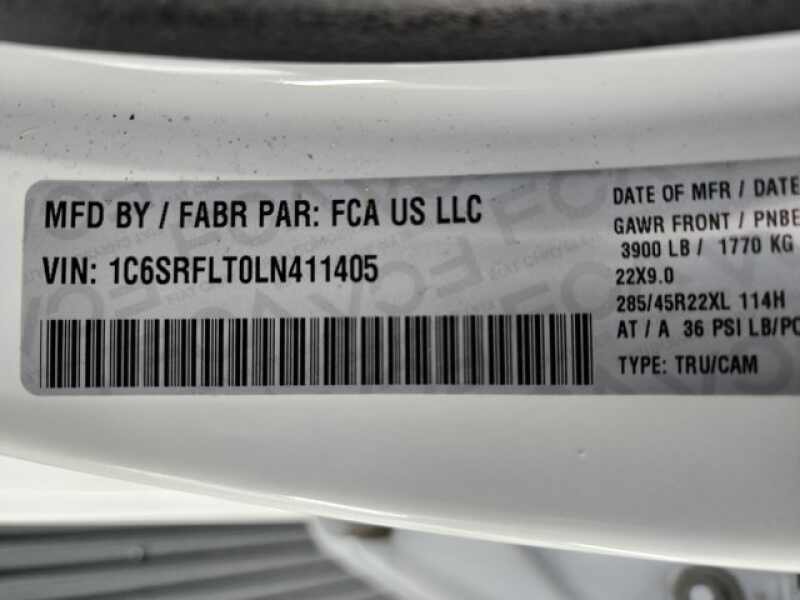 MFD BY / FABR PAR: FCA US LLC
VIN: 1C6SRFLT0LN411405
DATE OF MFR / DATE
GAWR FRONT / PNBE
3900 LB / 1770 KG
22X9.0
285/45R22XL 114H
AT / A 36 PSI LB/PO
TYPE: TRU/CAM